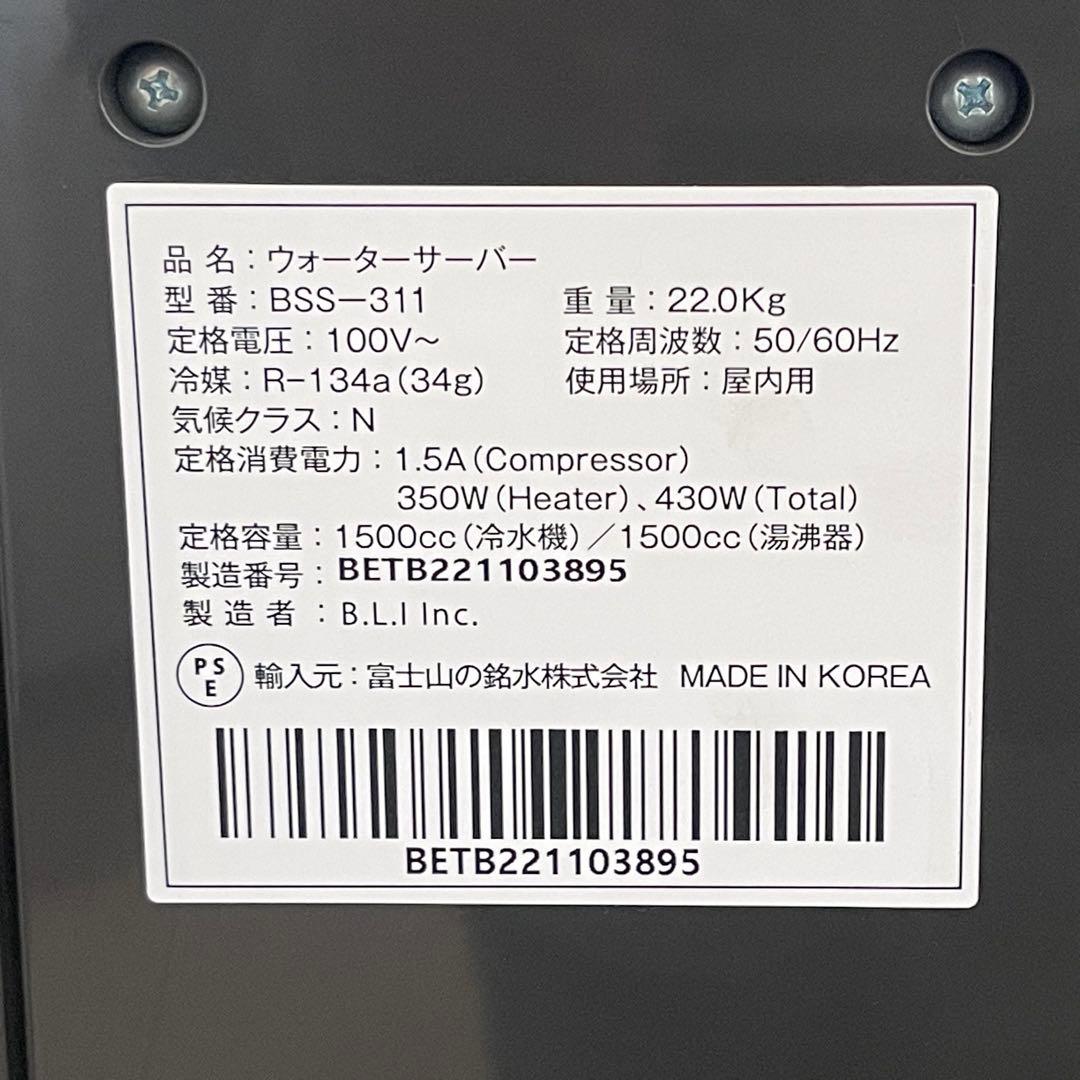 品 名：ウォーターサーバー
型 番：BSS−311 重 量：22.0Kg
定格電圧：100V〜 定格周波数：50/60Hz
冷媒：R−134a(34g) 使用場所：屋内用
気候クラス：N
定格消費電力：1.5A(Compressor)
350W(Heater)、430W(Total)
定格容量：1500cc(冷水機)／1500cc(湯沸器)
製造番号：BETB221103895
製 造 者 ：B.L.I Inc.
PS
E 輸入元：富士山の銘水株式会社 MADE IN KOREA
BETB221103895